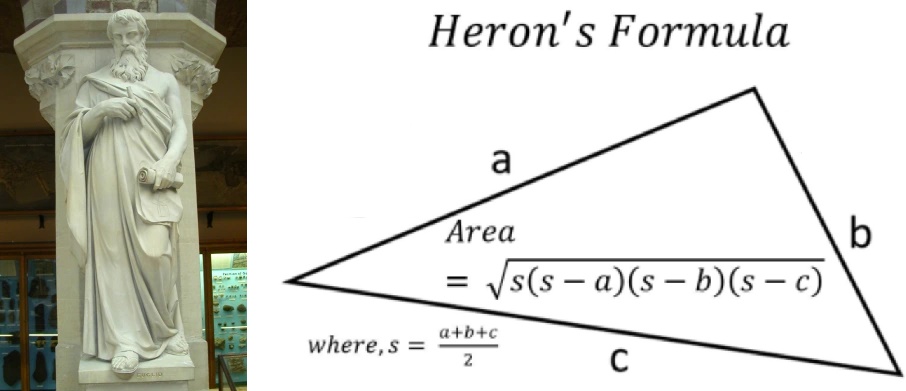 Heron's Formula
a
Area
b
= √s(s − a)(s − b)(s − c)
where, s = a+b+c
2
c